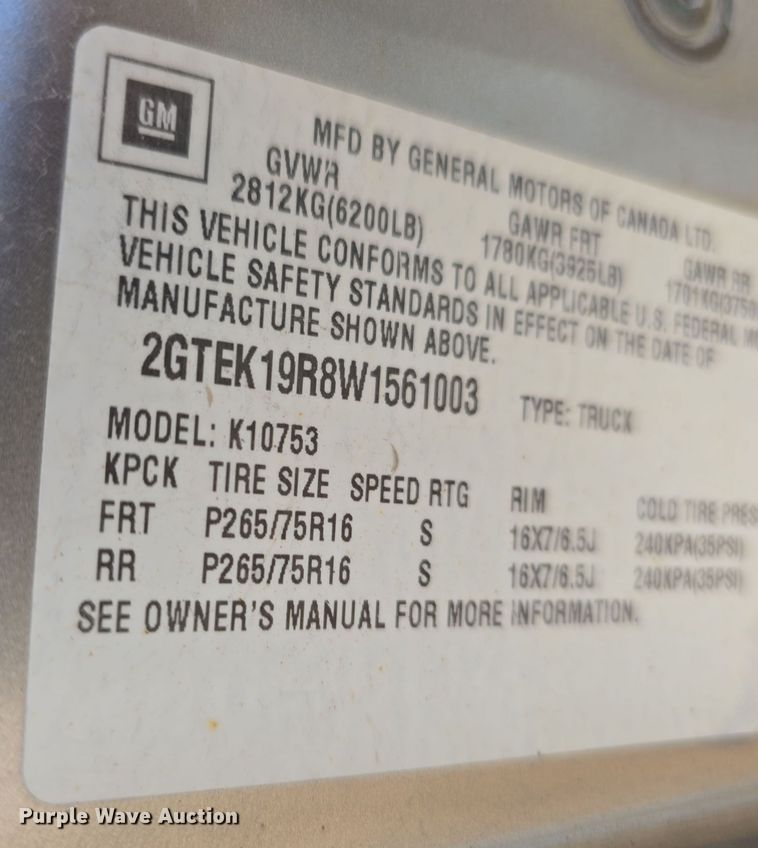 GM
MFD BY GENERAL MOTORS OF CANADA LTD.
GVWR GAWR FRT GAWR RR
2812KG(6200LB) 1780KG(3925LB) 1701KG(3750
THIS VEHICLE CONFORMS TO ALL APPLICABLE U.S. FEDERAL
VEHICLE SAFETY STANDARDS IN EFFECT ON THE DATE OF
MANUFACTURE SHOWN ABOVE.
2GTEK19R8W1561003 TYPE: TRUCK
MODEL: K10753
KPCK TIRE SIZE SPEED RTG RIM COLD TIRE PRES
FRT P265/75R16 S 16X7/6.5J 240KPA(35PSI)
RR P265/75R16 S 16X7/6.5J 240KPA(35PSI)
SEE OWNER'S MANUAL FOR MORE INFORMATION.
Purple Wave Auction